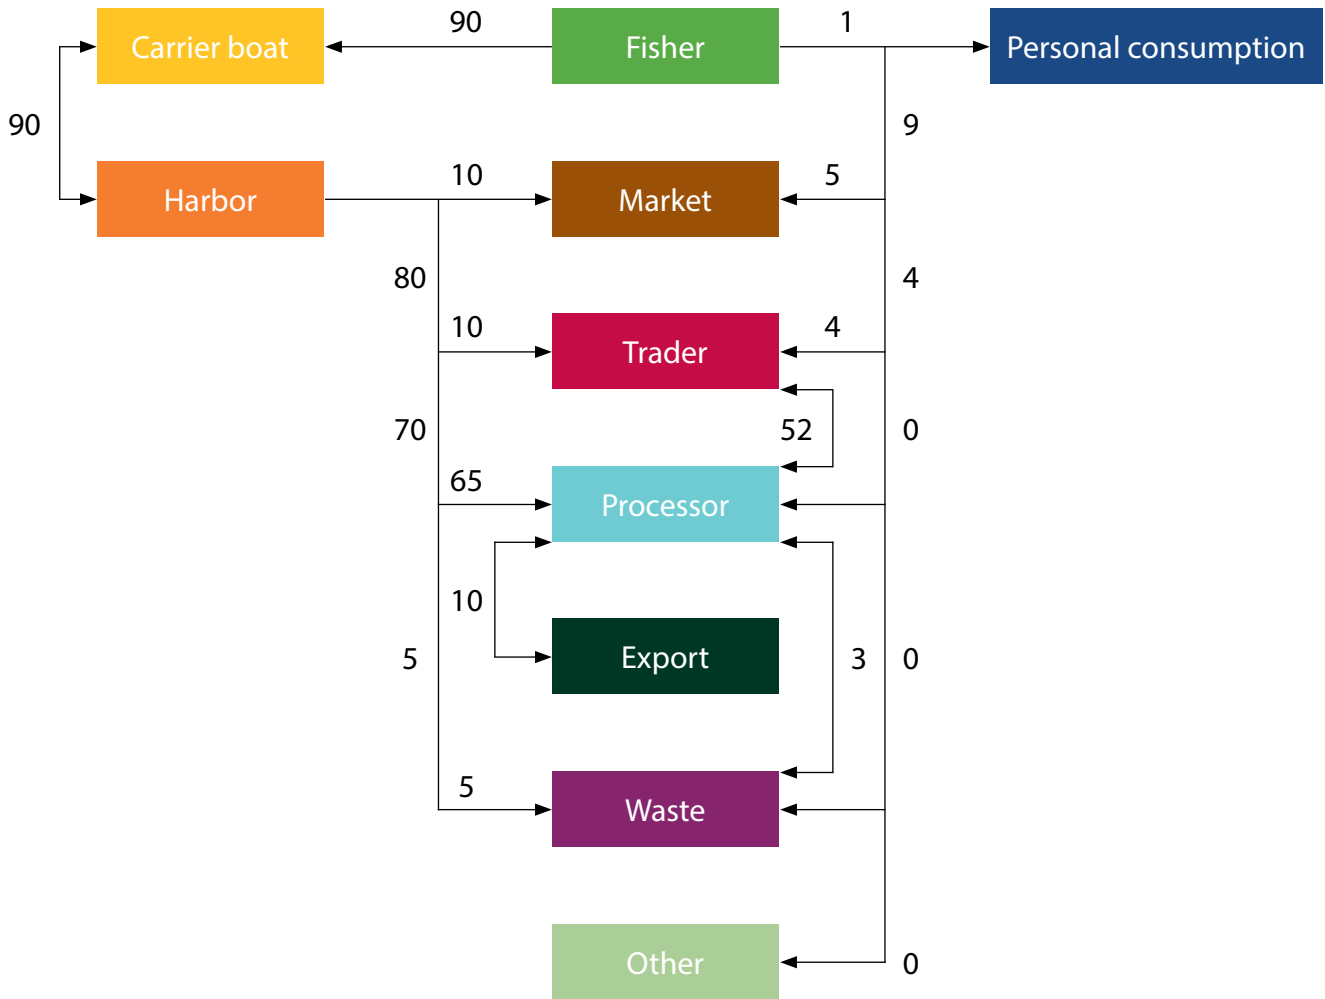 90
1
Carrier boat
Fisher
Personal consumption
90
9
10
5
Harbor
Market
80
4
10
4
Trader
70
52
0
65
Processor
10
Export
5
3
0
5
Waste
Other
0